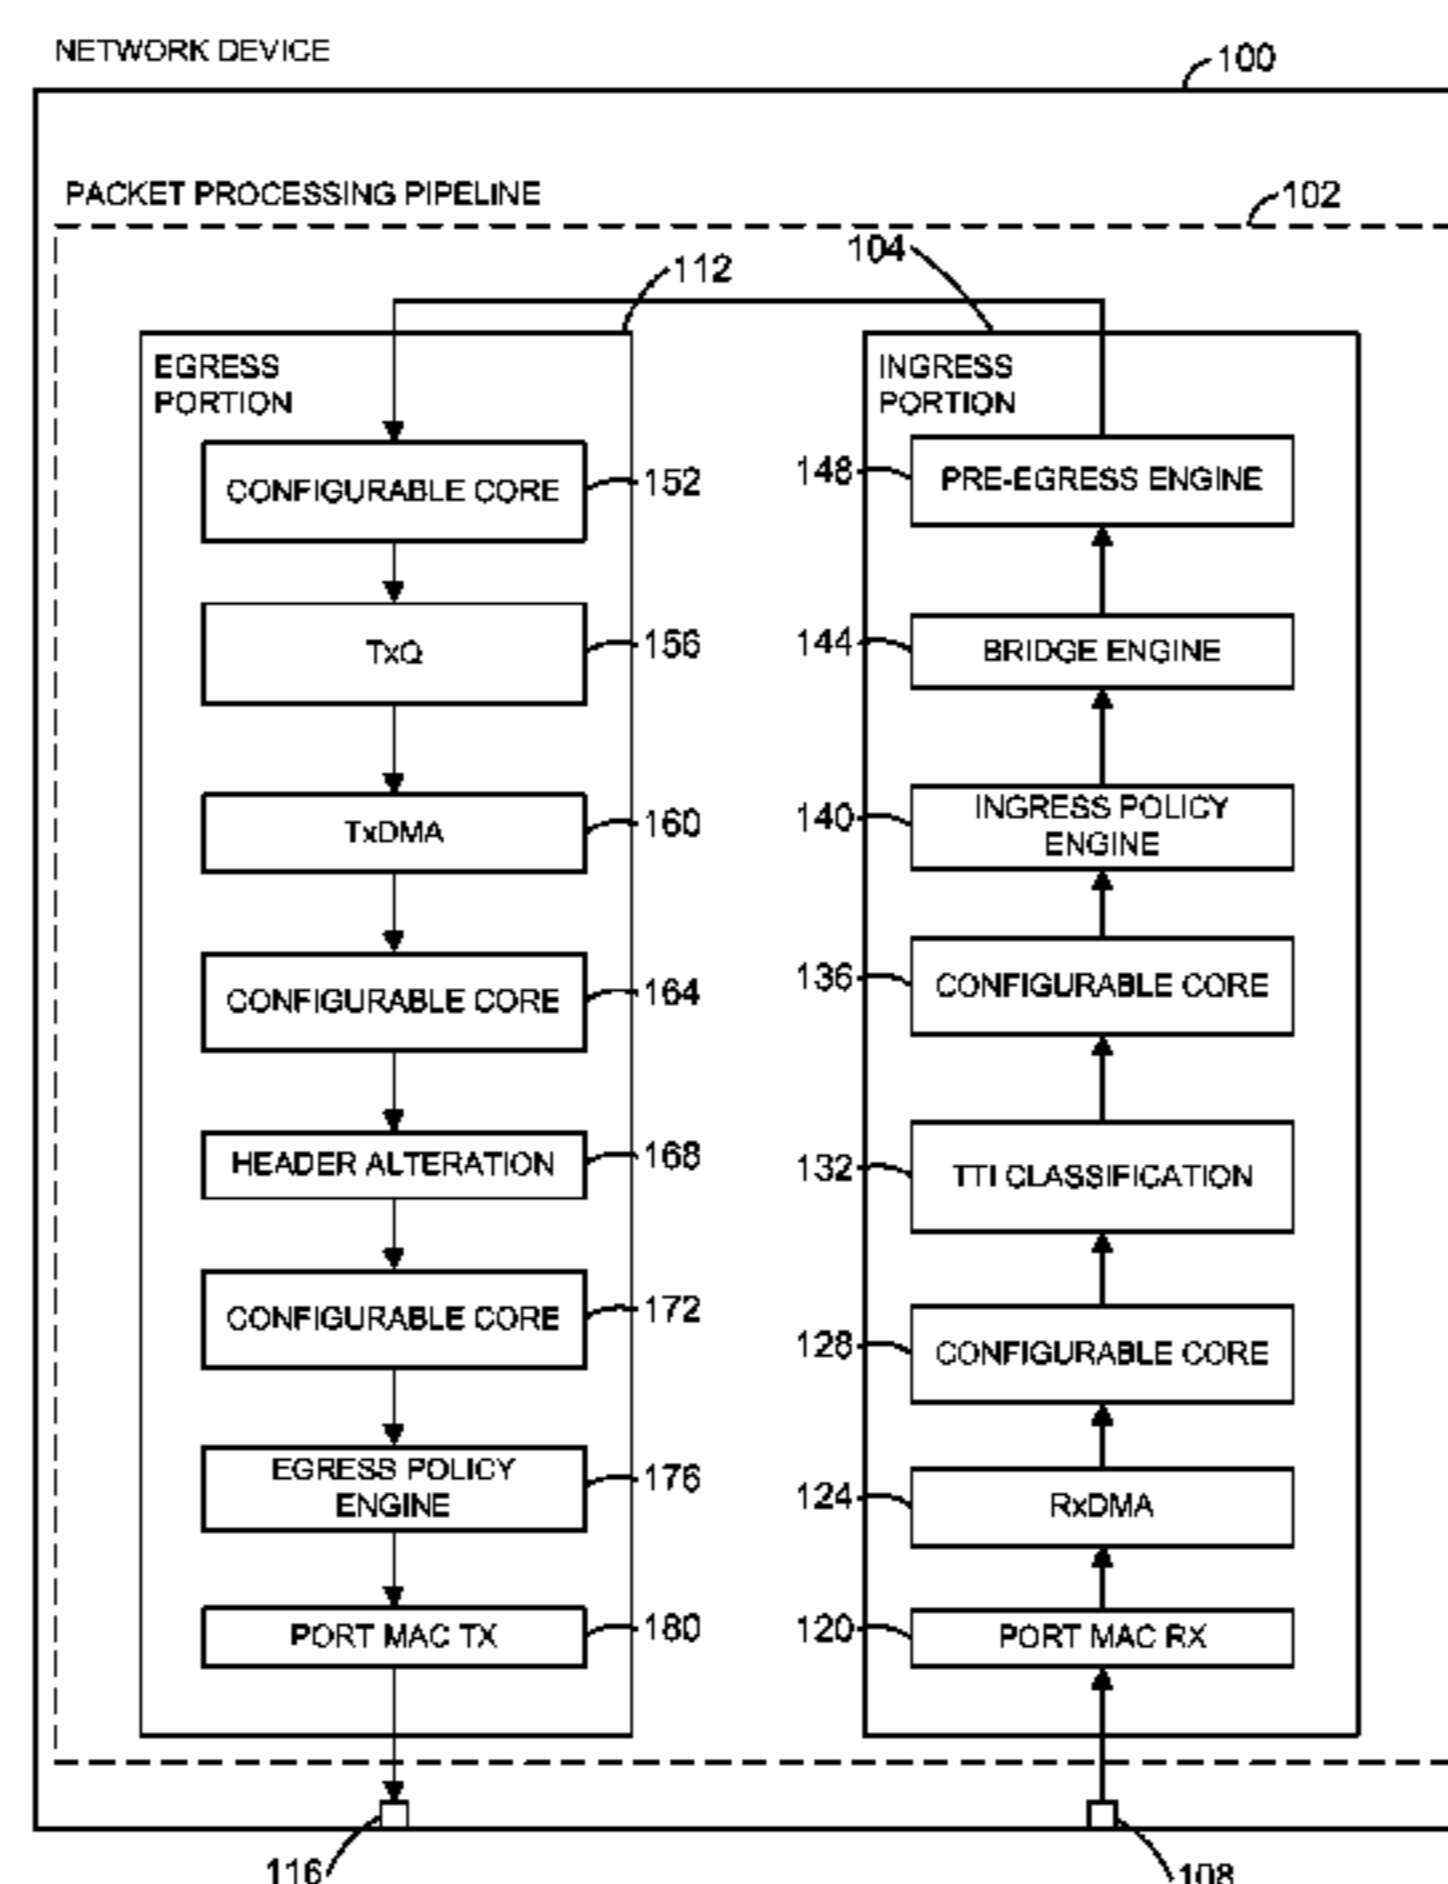 NETWORK DEVICE
100
PACKET PROCESSING PIPELINE
102
104
112
EGRESS
PORTION
INGRESS
PORTION
CONFIGURABLE CORE
152
TxQ
156
TxDMA
160
CONFIGURABLE CORE
164
HEADER ALTERATION
168
CONFIGURABLE CORE
172
EGRESS POLICY
ENGINE
176
PORT MAC TX
180
116
148
PRE-EGRESS ENGINE
144
BRIDGE ENGINE
140
INGRESS POLICY
ENGINE
136
CONFIGURABLE CORE
132
TTI CLASSIFICATION
128
CONFIGURABLE CORE
124
RxDMA
120
PORT MAC RX
108